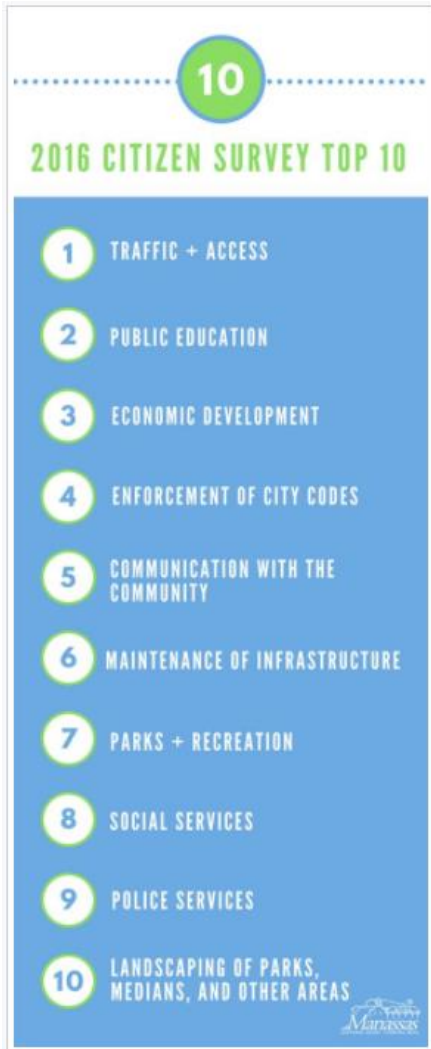 10
2016 CITIZEN SURVEY TOP 10
1 TRAFFIC + ACCESS
2 PUBLIC EDUCATION
3 ECONOMIC DEVELOPMENT
4 ENFORCEMENT OF CITY CODES
5 COMMUNICATION WITH THE
COMMUNITY
6 MAINTENANCE OF INFRASTRUCTURE
7 PARKS + RECREATION
8 SOCIAL SERVICES
9 POLICE SERVICES
10 LANDSCAPING OF PARKS,
MEDIANS, AND OTHER AREAS
Manassas